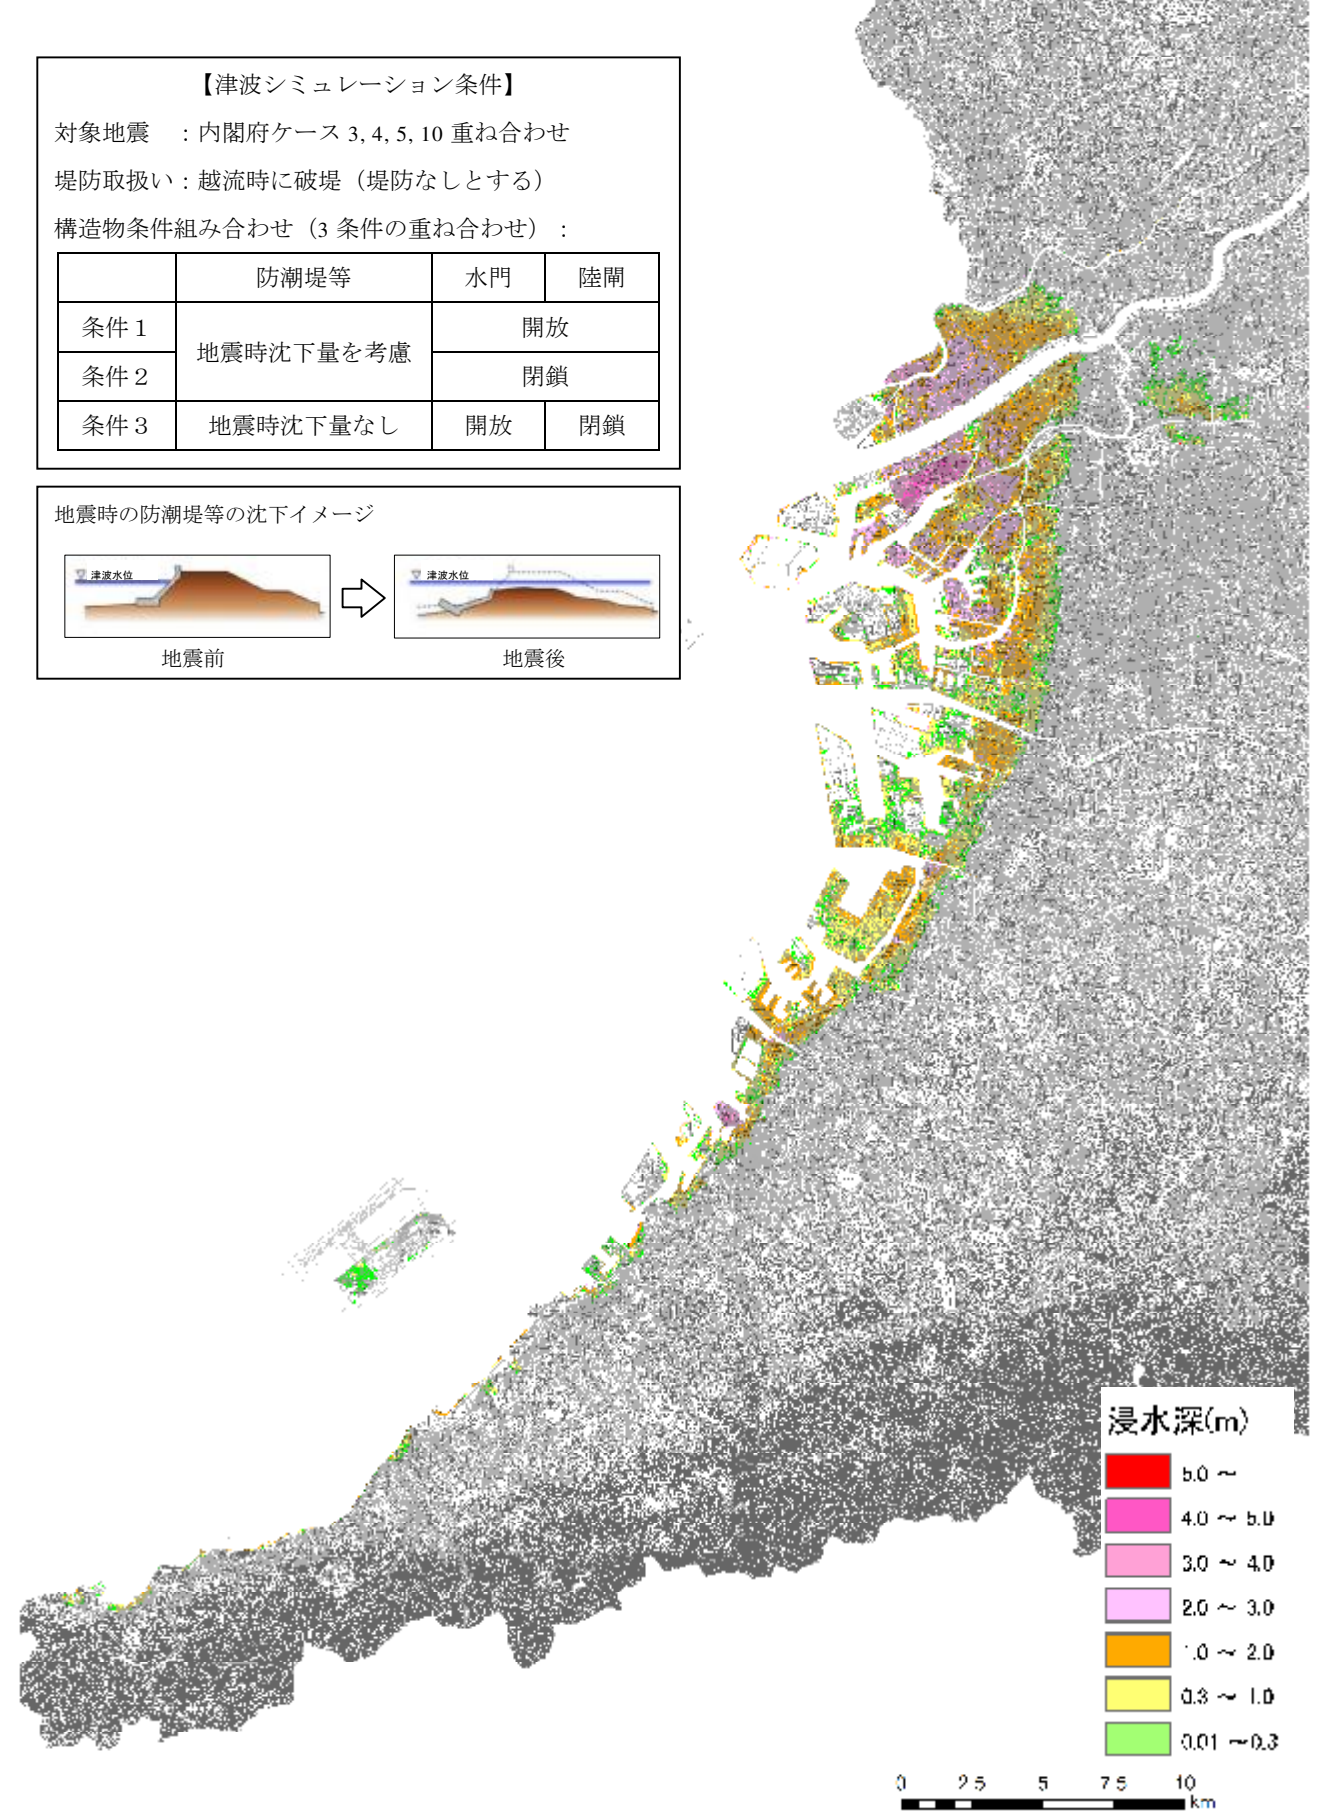 【津波シミュレーション条件】
対象地震　：内閣府ケース 3, 4, 5, 10 重ね合わせ
堤防取扱い：越流時に破堤（堤防なしとする）
構造物条件組み合わせ（3 条件の重ね合わせ）：
防潮堤等 水門 陸閘
条件１ 地震時沈下量を考慮 開放
条件２ 閉鎖
条件３ 地震時沈下量なし 開放 閉鎖
地震時の防潮堤等の沈下イメージ
津波水位 津波水位
地震前 地震後
浸水深(m)
5.0 ～
4.0 ～ 5.0
3.0 ～ 4.0
2.0 ～ 3.0
1.0 ～ 2.0
0.3 ～ 1.0
0.01 ～0.3
0 2.5 5 7.5 10
km